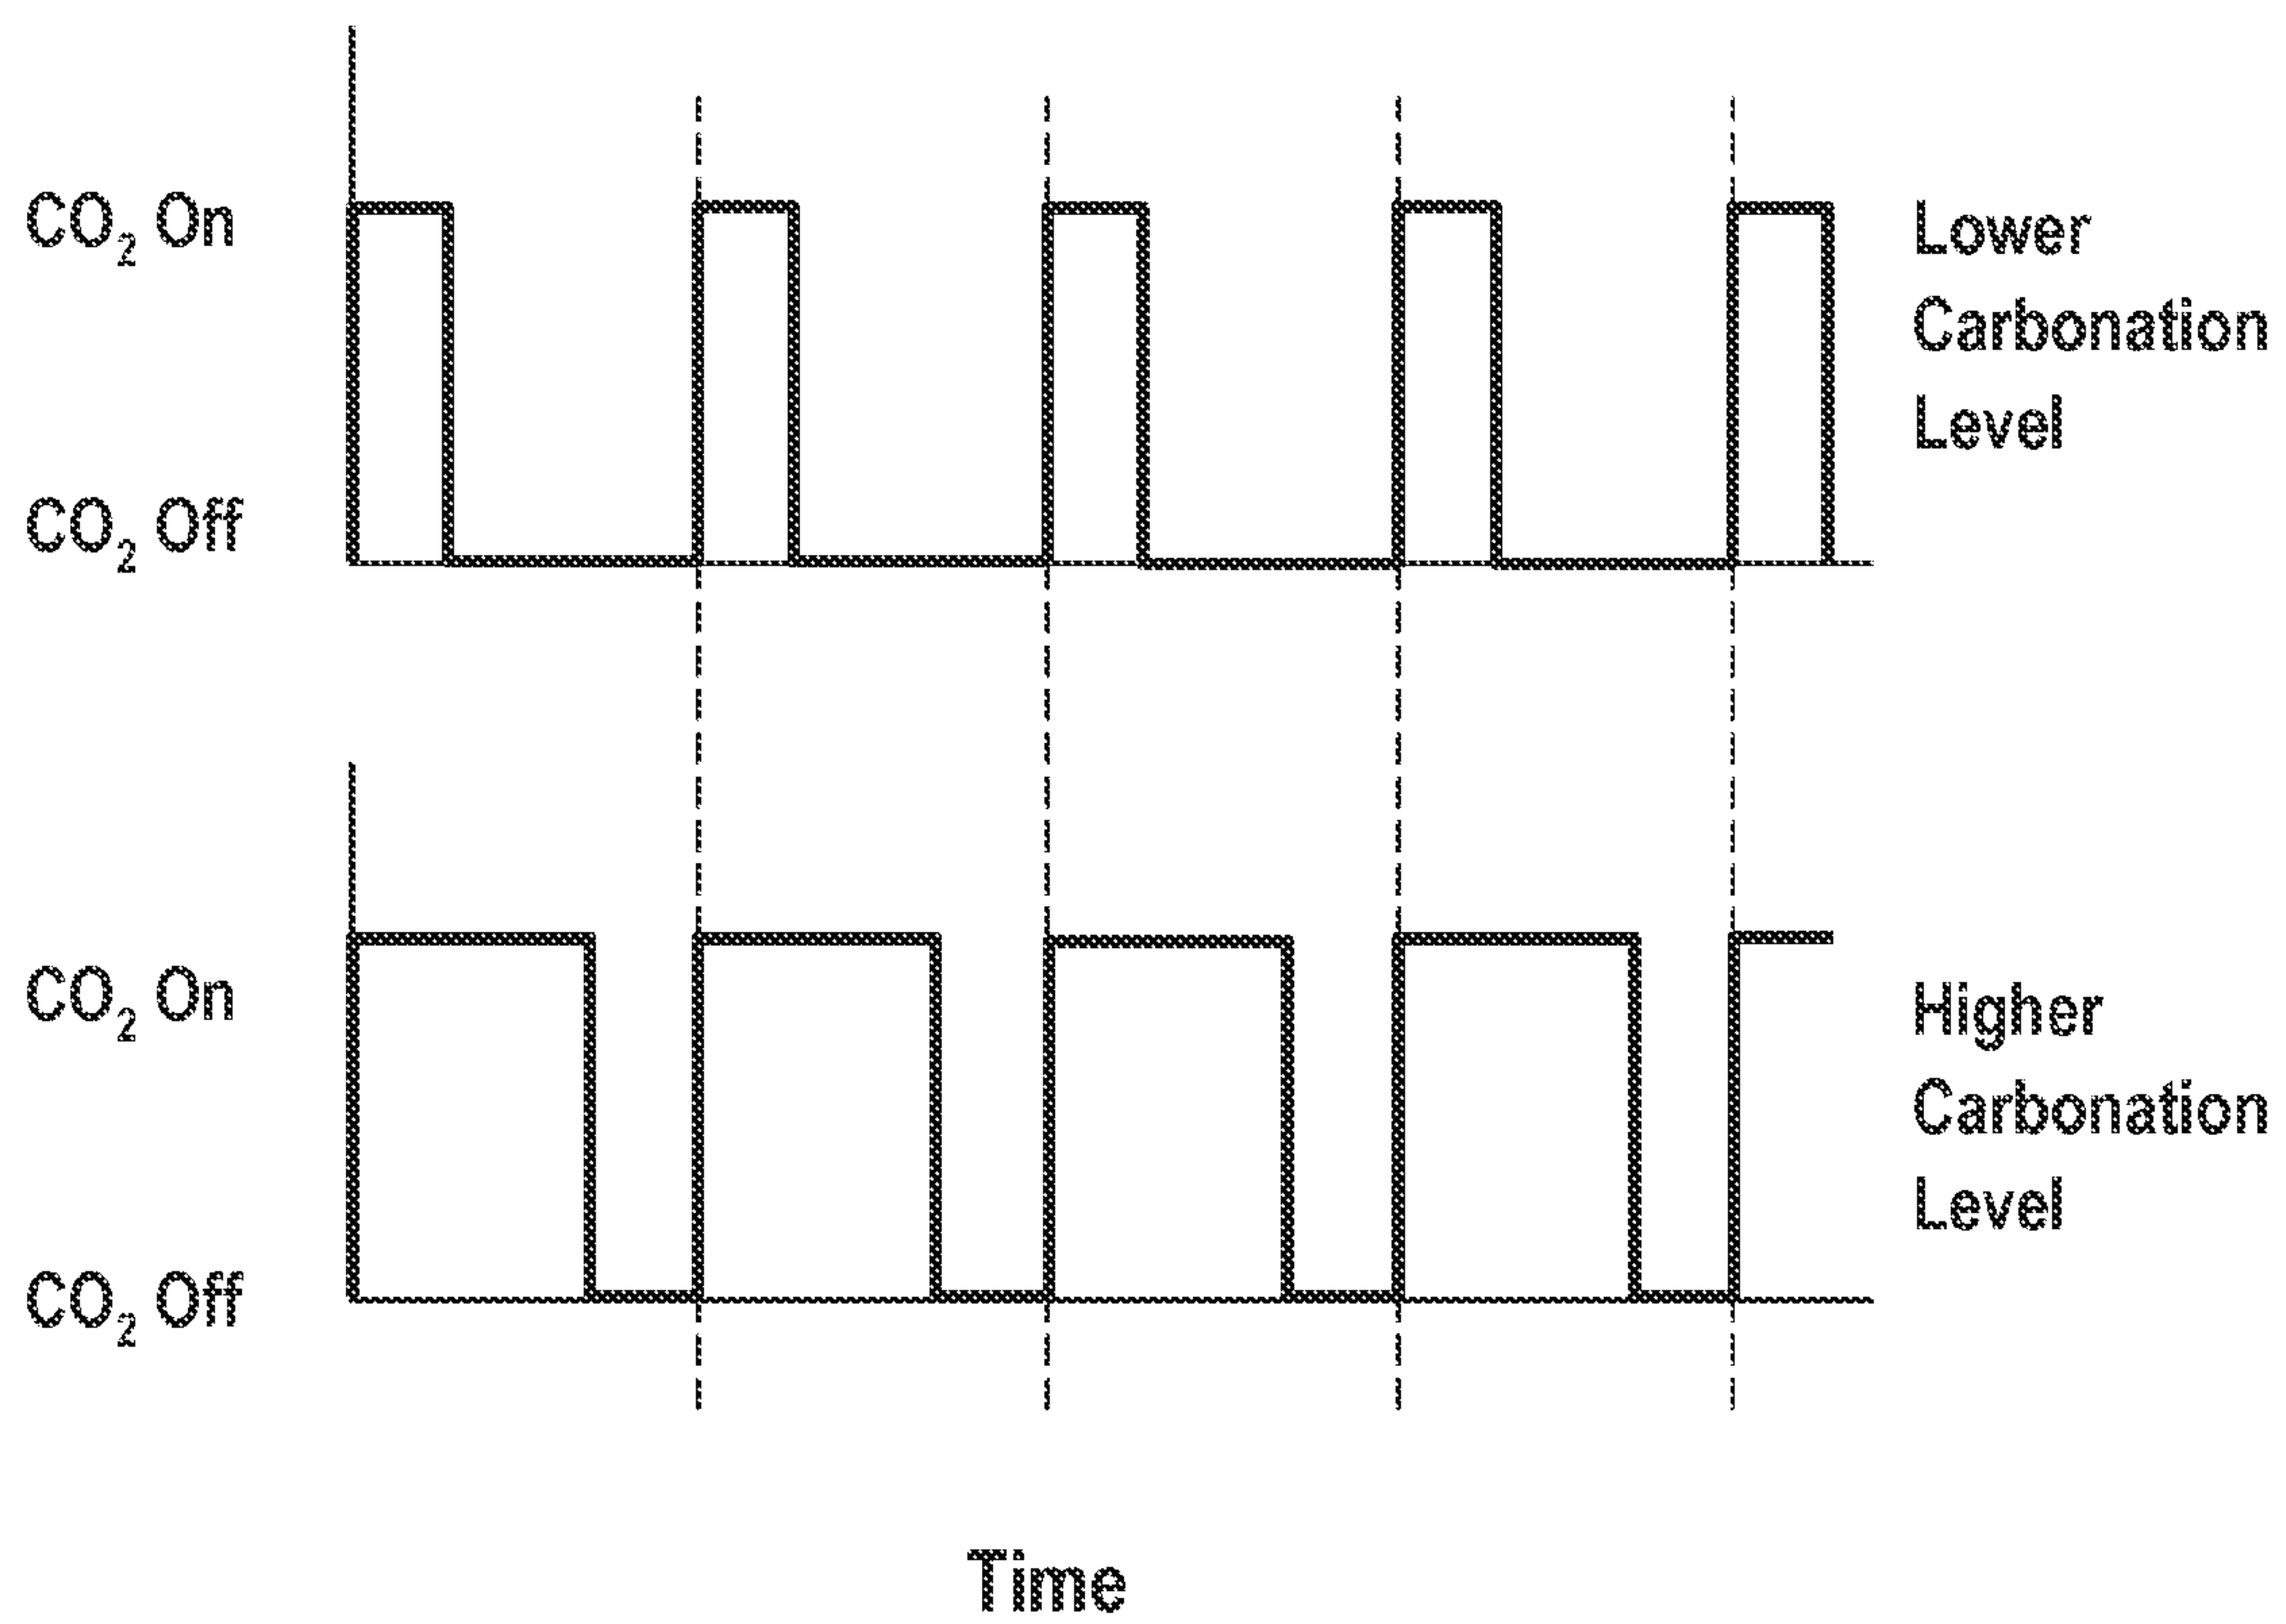 CO₂ On
Lower
Carbonation
Level
CO₂ Off
CO₂ On
Higher
Carbonation
Level
CO₂ Off
Time